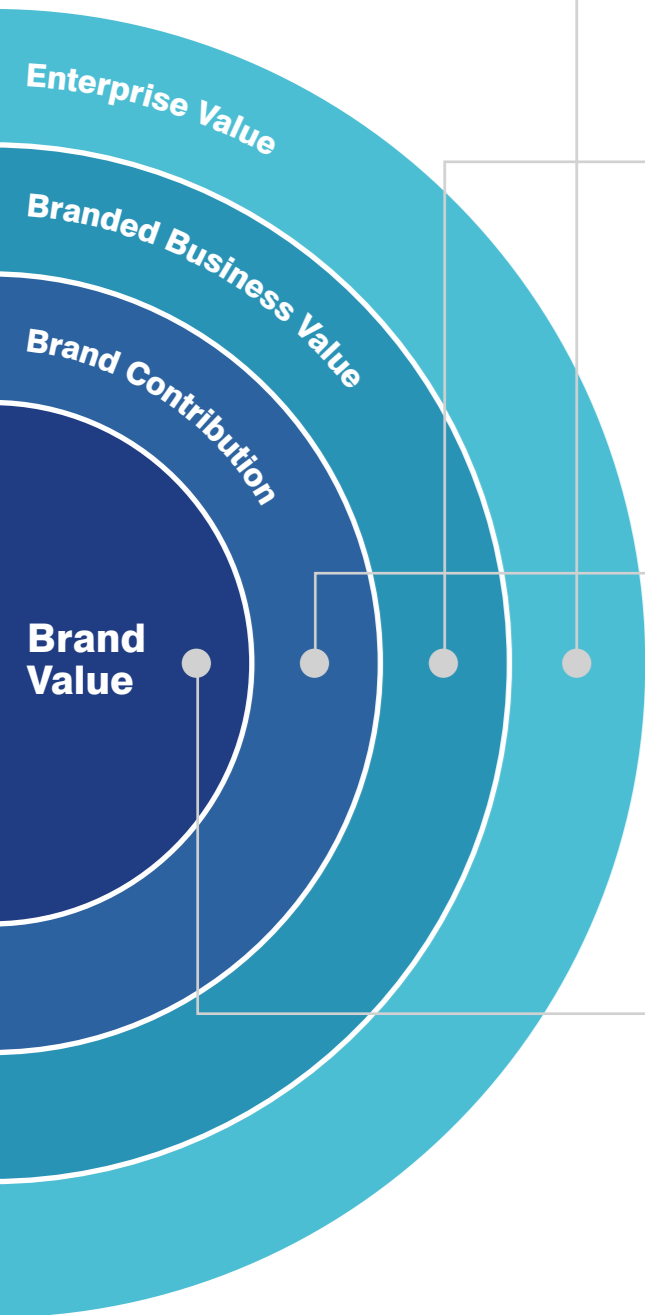 Enterprise Value
Branded Business Value
Brand Contribution
Brand
Value